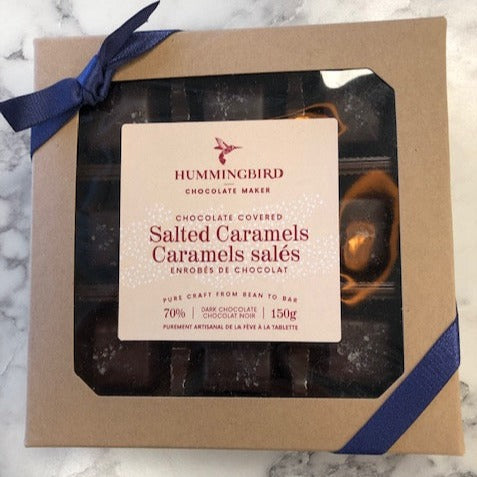 HUMMINGBIRD
CHOCOLATE MAKER
CHOCOLATE COVERED
Salted Caramels
Caramels salés
ENROBÉS DE CHOCOLAT
PURE CRAFT FROM BEAN TO BAR
70% | DARK CHOCOLATE | 150g
CHOCOLAT NOIR
PUREMENT ARTISANAL DE LA FÈVE À LA TABLETTE